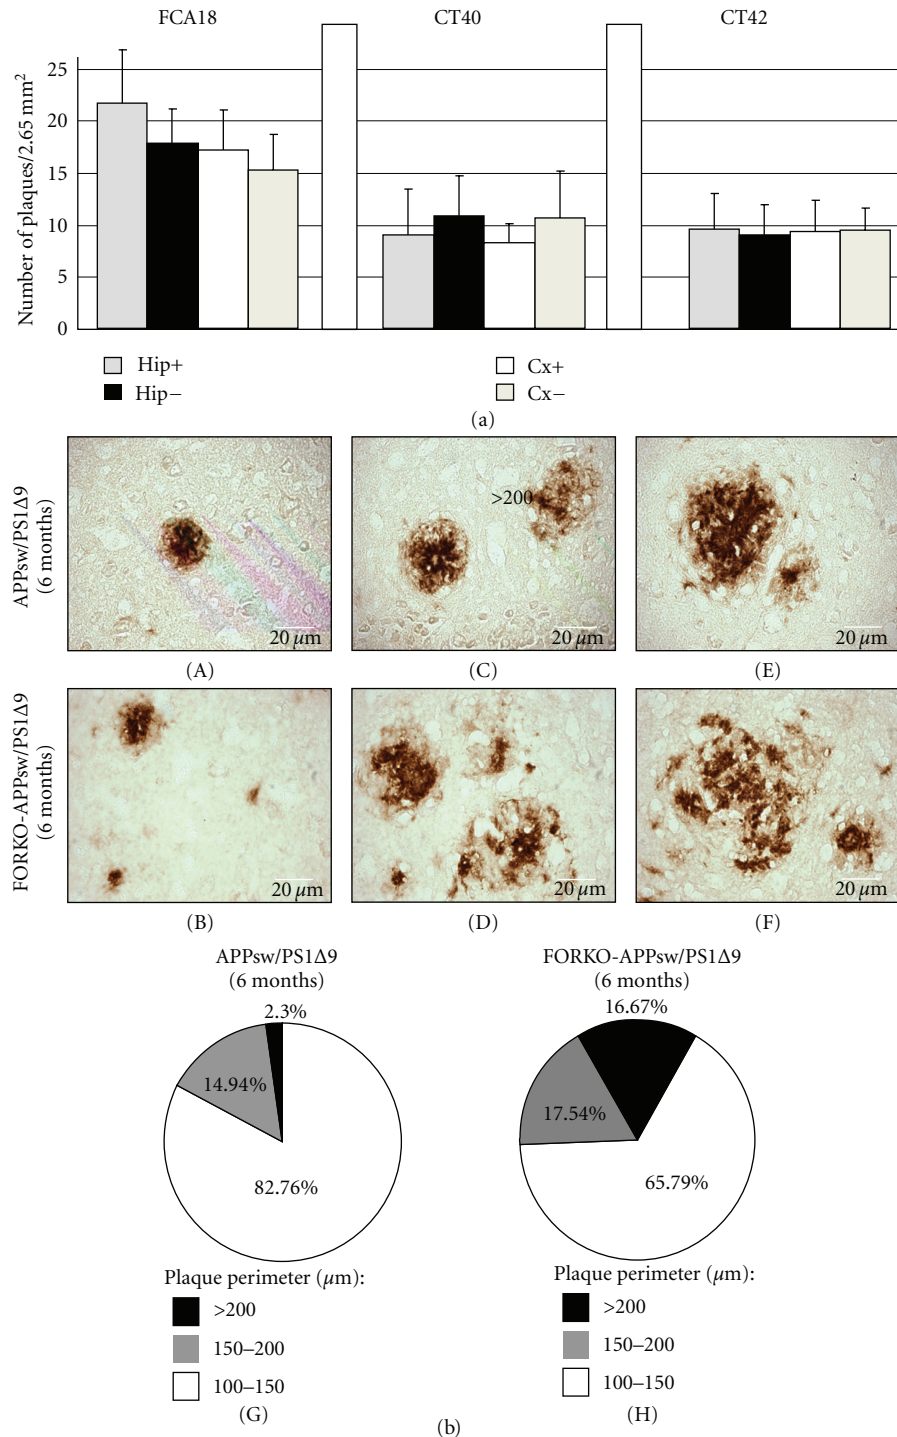 FCA18 CT40 CT42
Number of plaques/2.65 mm²
25
20
15
10
5
0
Hip+ Cx+
Hip− Cx−
(a)
APPsw/PS1Δ9
(6 months)
>200
20 μm 20 μm 20 μm
(A) (C) (E)
FORKO-APPsw/PS1Δ9
(6 months)
20 μm 20 μm 20 μm
(B) (D) (F)
APPsw/PS1Δ9 FORKO-APPsw/PS1Δ9
(6 months) (6 months)
2.3% 16.67%
14.94% 17.54%
82.76% 65.79%
Plaque perimeter (μm): Plaque perimeter (μm):
>200 >200
150–200 150–200
100–150 100–150
(G) (H)
(b)